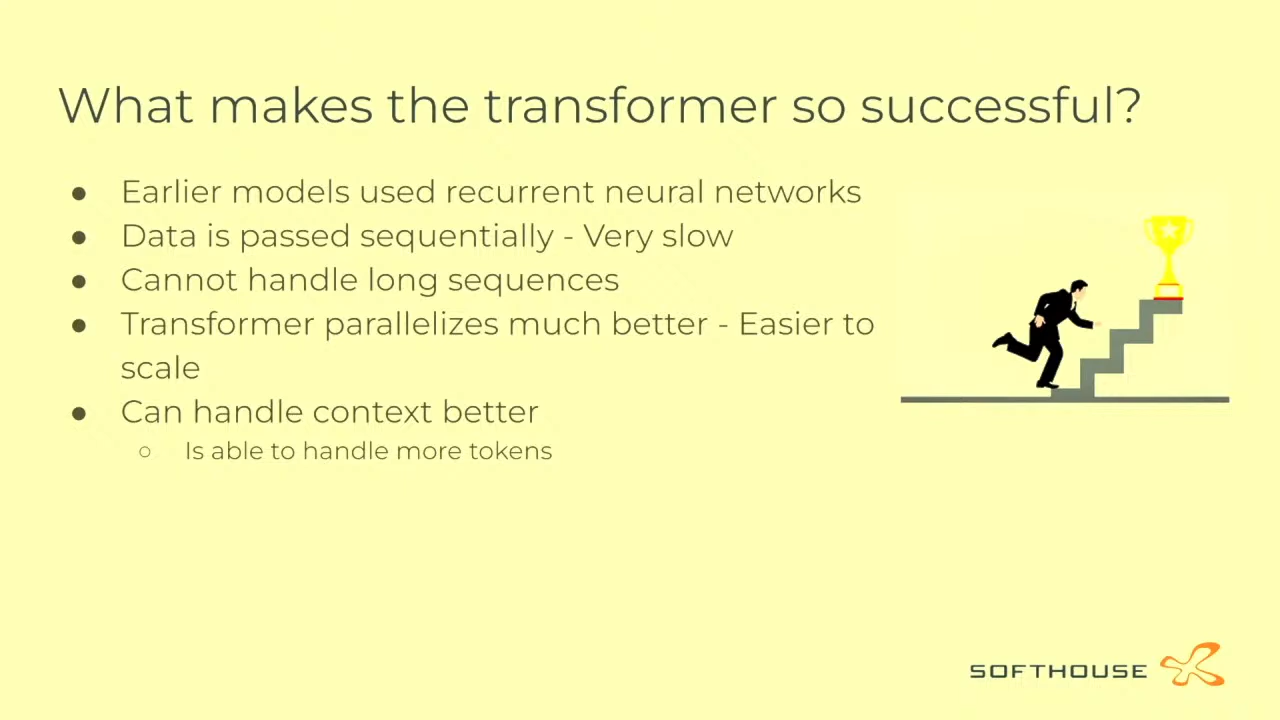 What makes the transformer so successful?
● Earlier models used recurrent neural networks
● Data is passed sequentially - Very slow
● Cannot handle long sequences
● Transformer parallelizes much better - Easier to
scale
● Can handle context better
○ Is able to handle more tokens
SOFTHOUSE